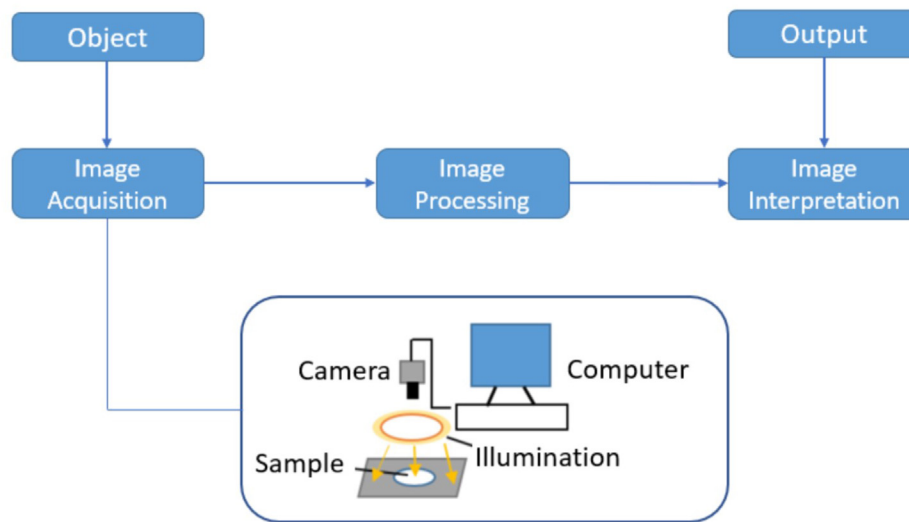 Object
Output
Image
Acquisition
Image
Processing
Image
Interpretation
Camera
Computer
Illumination
Sample